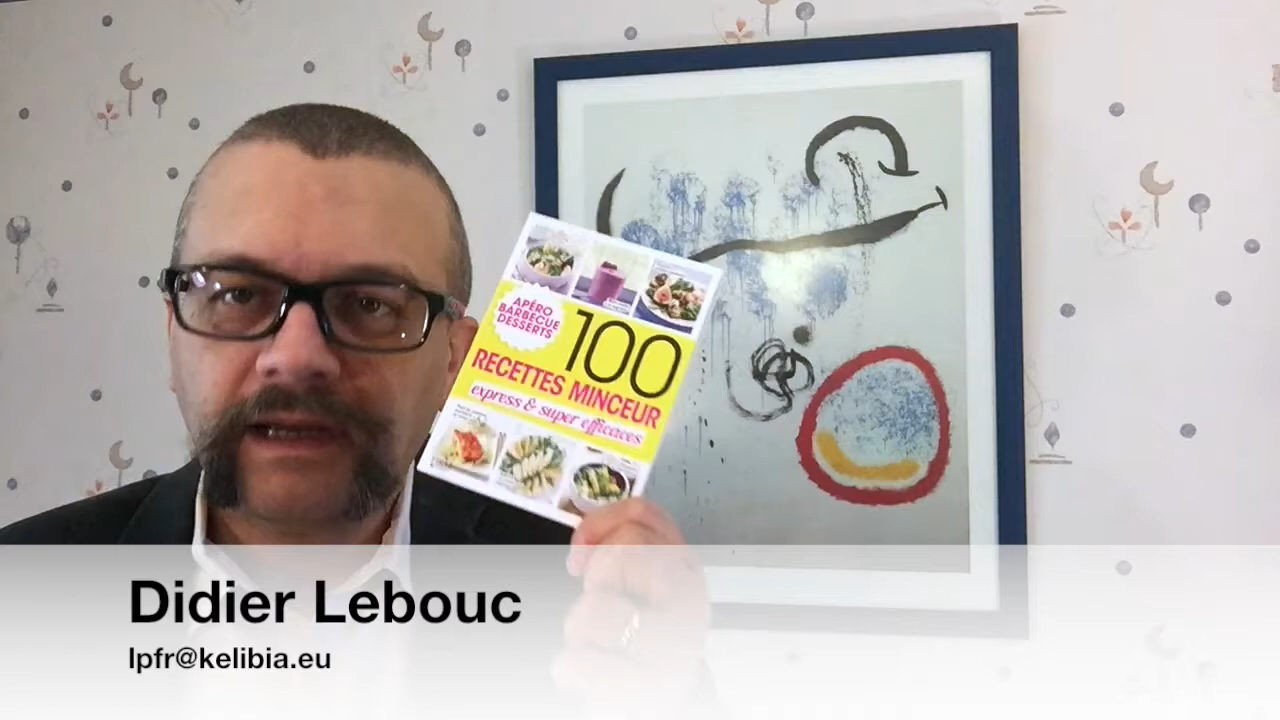 APÉRO
BARBECUE
DESSERTS
100
RECETTES MINCEUR
express & super efficaces
Didier Lebouc
lpfr@kelibia.eu